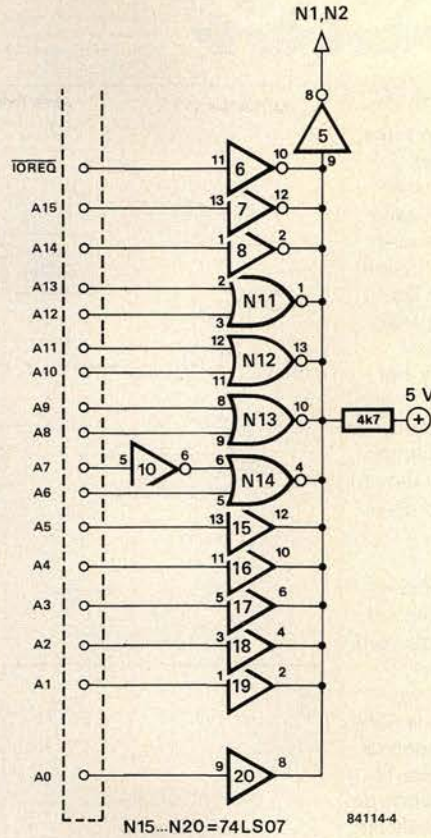 N1,N2
8
5
9
IOREQ 11 6 10
A15 13 7 12
A14 1 8 2
A13 2
N11 1
A12 3
A11 12
N12 13
A10 11
A9 8
N13 10 4k7 5 V
A8 9
A7 5 10 6 6
N14 4
A6 5
A5 13 15 12
A4 11 16 10
A3 5 17 6
A2 3 18 4
A1 1 19 2
A0 9 20 8
N15...N20=74LS07
84114-4